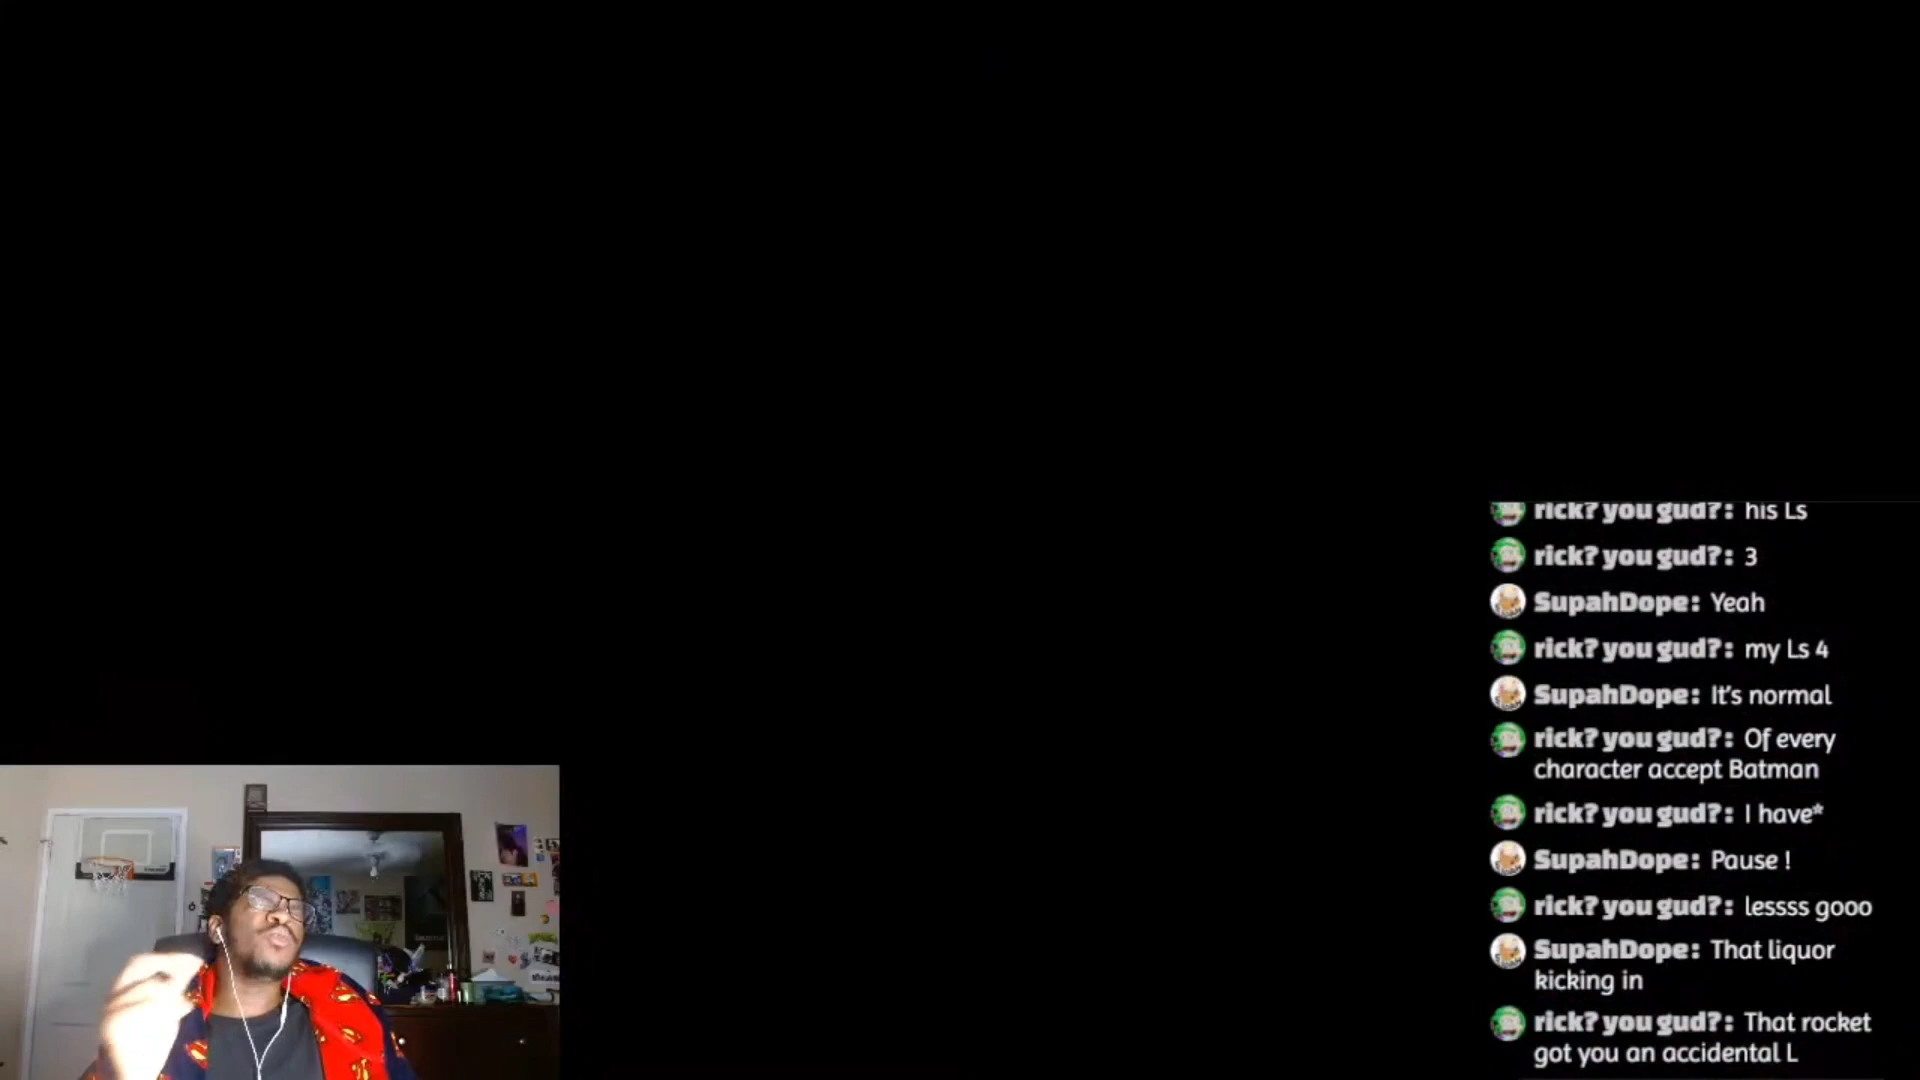 rick? you gud?: his Ls
rick? you gud?: 3
SupahDope: Yeah
rick? you gud?: my Ls 4
SupahDope: It's normal
rick? you gud?: Of every
character accept Batman
rick? you gud?: I have*
SupahDope: Pause !
rick? you gud?: lessss gooo
SupahDope: That liquor
kicking in
rick? you gud?: That rocket
got you an accidental L